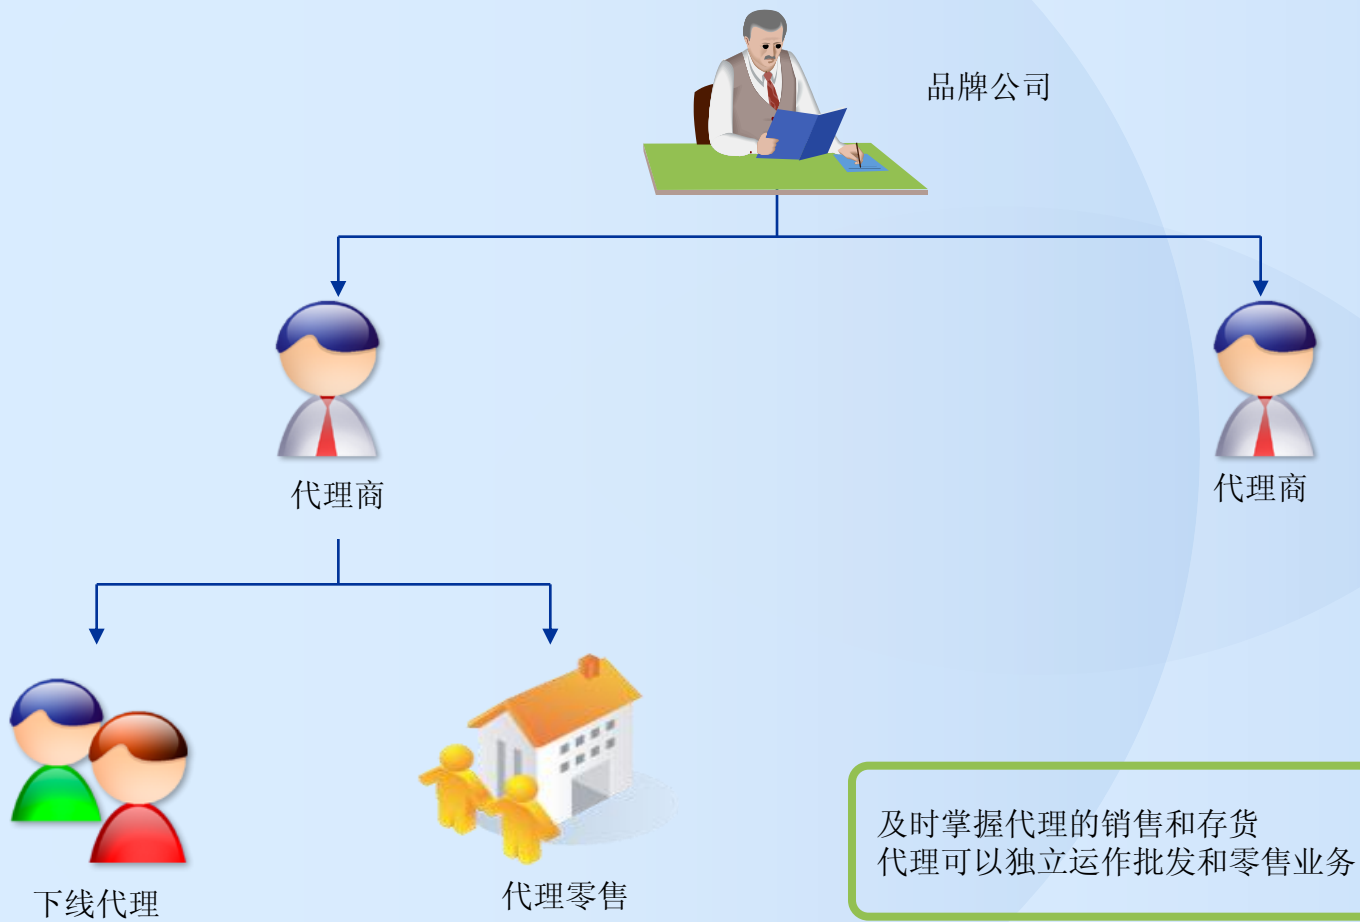 品牌公司
代理商
代理商
下线代理
代理零售
及时掌握代理的销售和存货
代理可以独立运作批发和零售业务